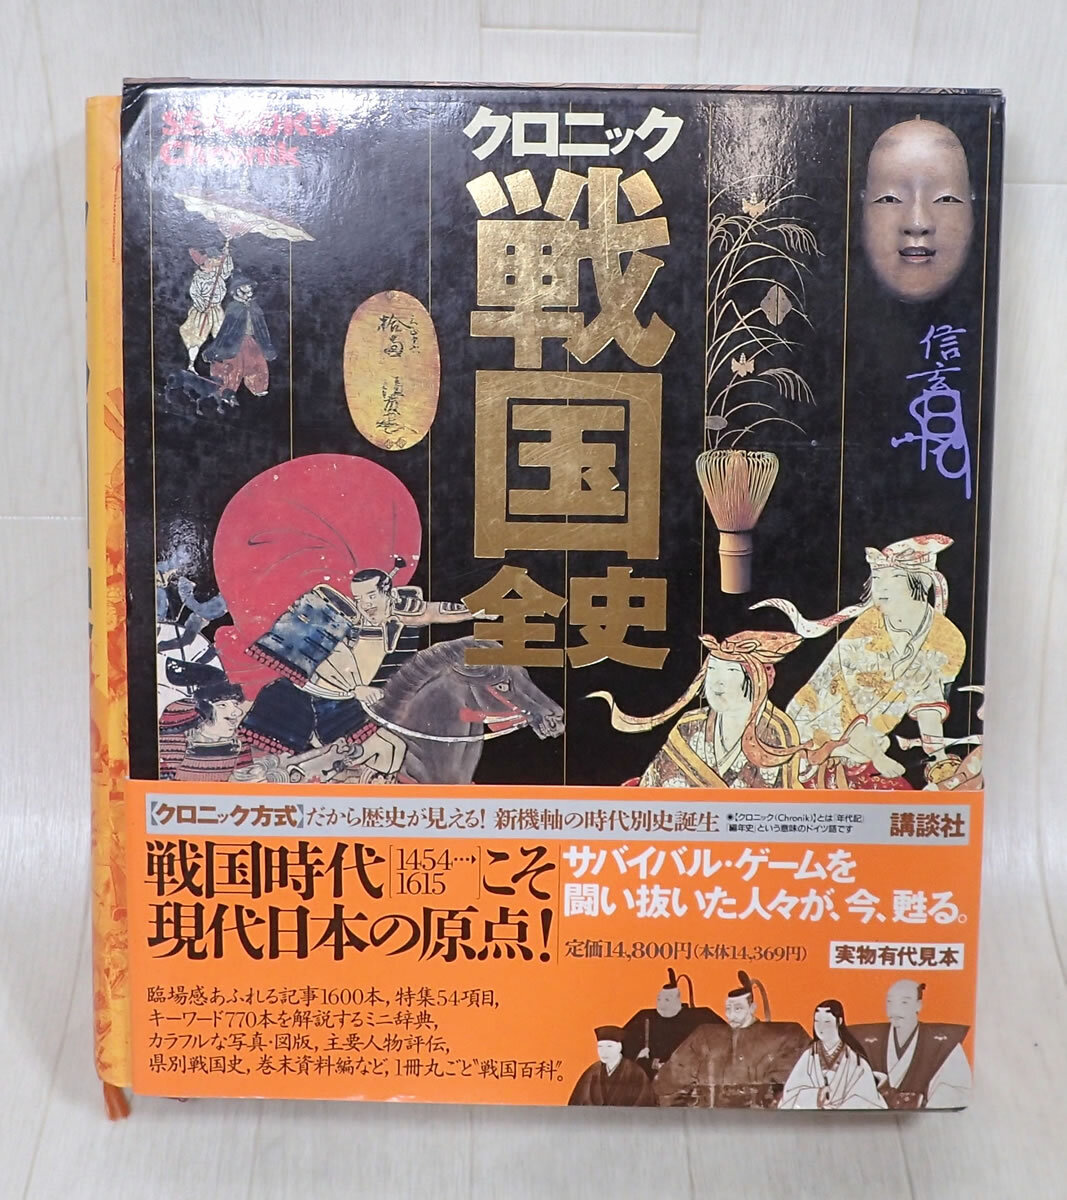 SENGOKU
Chronik
クロニック
戦国
全史
信玄
【クロニック方式】だから歴史が見える！ 新機軸の時代別史誕生
◉【クロニック(Chronik)】とは「年代記」
「編年史」という意味のドイツ語です
講談社
戦国時代[1454…→1615]こそ
現代日本の原点！
サバイバル・ゲームを
闘い抜いた人々が、今、甦る。
定価14,800円(本体14,369円)
実物有代見本
臨場感あふれる記事1600本，特集54項目，
キーワード770本を解説するミニ辞典，
カラフルな写真・図版，主要人物評伝，
県別戦国史，巻末資料編など，1冊丸ごと“戦国百科”。